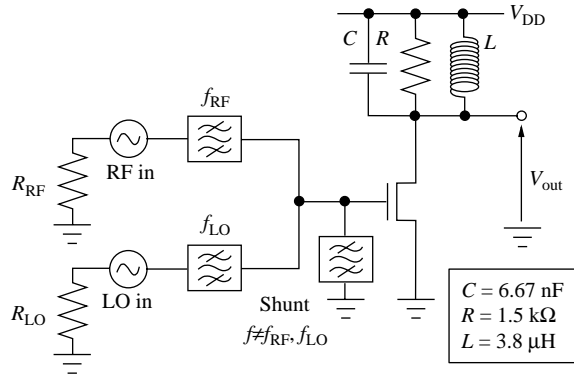 V_DD
C R L
f_RF
RF in
R_RF
V_out
f_LO
LO in
R_LO
Shunt
f≠f_RF, f_LO
C = 6.67 nF
R = 1.5 kΩ
L = 3.8 μH